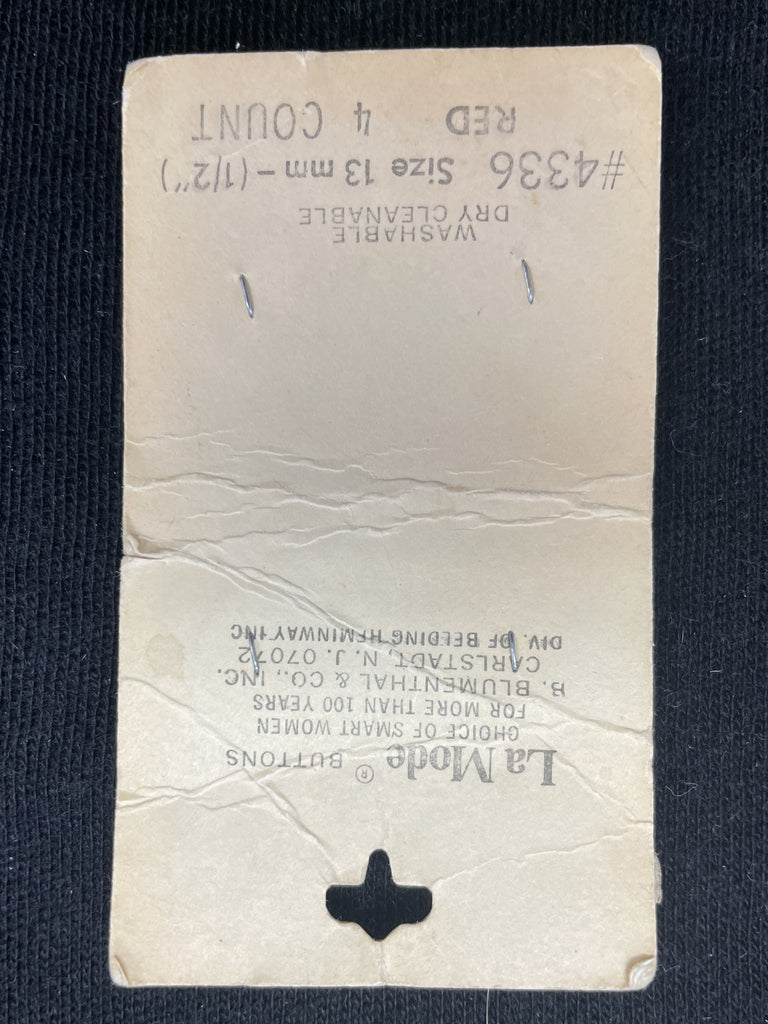 La Mode® BUTTONS
CHOICE OF SMART WOMEN
FOR MORE THAN 100 YEARS
B. BLUMENTHAL & CO., INC.
CARLSTADT, N. J. 07072
DIV. OF BELDING HEMINWAY INC
WASHABLE
DRY CLEANABLE
#4336 Size 13 mm – (1/2")
RED 4 COUNT